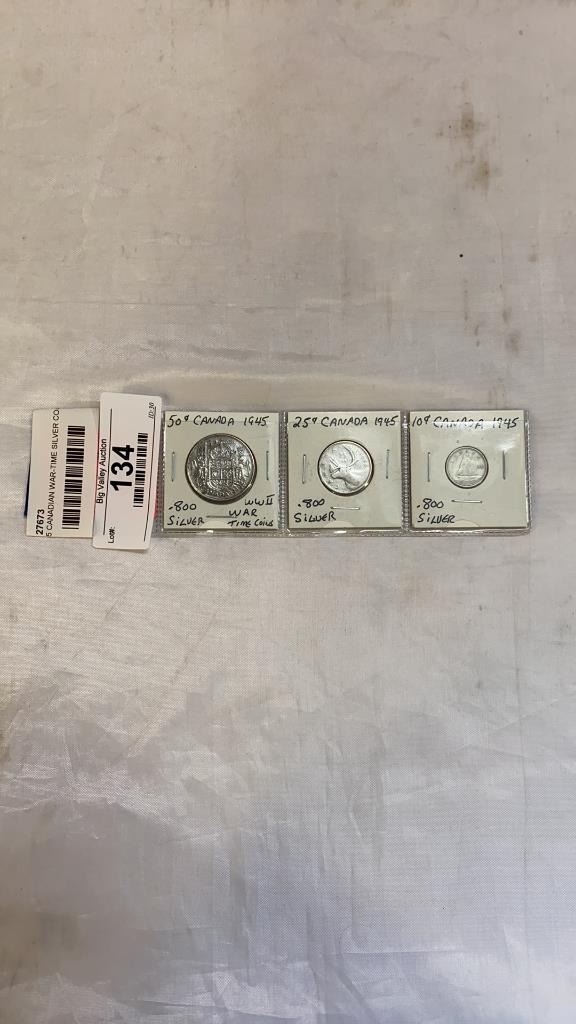 27673
5 CANADIAN WAR-TIME SILVER CO
Big Valley Auction
134
Lot#:
50¢ CANADA 1945
.800
SILVER
WWII
WAR
TIME COINS
25¢ CANADA 1945
.800
SILVER
10¢ CANADA 1945
.800
SILVER